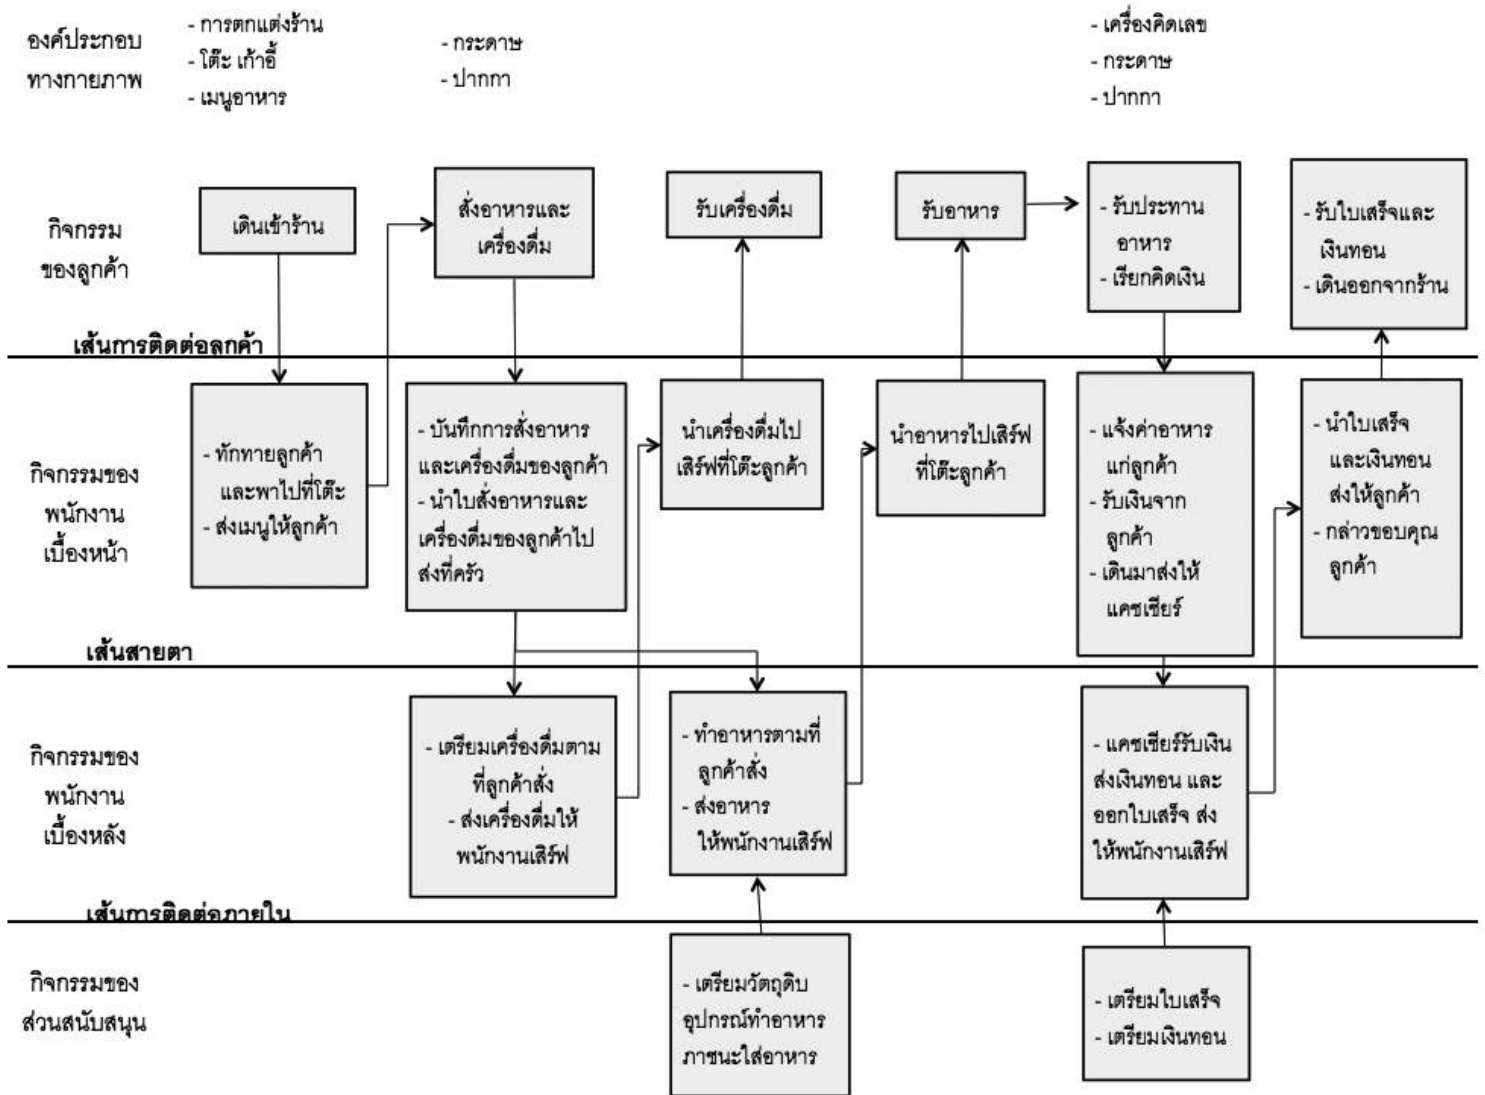 องค์ประกอบ
ทางกายภาพ
- การตกแต่งร้าน
- โต๊ะ เก้าอี้
- เมนูอาหาร
- กระดาษ
- ปากกา
- เครื่องคิดเลข
- กระดาษ
- ปากกา
กิจกรรม
ของลูกค้า
เดินเข้าร้าน
สั่งอาหารและ
เครื่องดื่ม
รับเครื่องดื่ม
รับอาหาร
- รับประทาน
อาหาร
- เรียกคิดเงิน
- รับใบเสร็จและ
เงินทอน
- เดินออกจากร้าน
เส้นการติดต่อลูกค้า
กิจกรรมของ
พนักงาน
เบื้องหน้า
- ทักทายลูกค้า
และพาไปที่โต๊ะ
- ส่งเมนูให้ลูกค้า
- บันทึกการสั่งอาหาร
และเครื่องดื่มของลูกค้า
- นำใบสั่งอาหารและ
เครื่องดื่มของลูกค้าไป
ส่งที่ครัว
นำเครื่องดื่มไป
เสิร์ฟที่โต๊ะลูกค้า
นำอาหารไปเสิร์ฟ
ที่โต๊ะลูกค้า
- แจ้งค่าอาหาร
แก่ลูกค้า
- รับเงินจาก
ลูกค้า
- เดินมาส่งให้
แคชเชียร์
- นำใบเสร็จ
และเงินทอน
ส่งให้ลูกค้า
- กล่าวขอบคุณ
ลูกค้า
เส้นสายตา
กิจกรรมของ
พนักงาน
เบื้องหลัง
- เตรียมเครื่องดื่มตาม
ที่ลูกค้าสั่ง
- ส่งเครื่องดื่มให้
พนักงานเสิร์ฟ
- ทำอาหารตามที่
ลูกค้าสั่ง
- ส่งอาหาร
ให้พนักงานเสิร์ฟ
- แคชเชียร์รับเงิน
ส่งเงินทอน และ
ออกใบเสร็จ ส่ง
ให้พนักงานเสิร์ฟ
เส้นการติดต่อภายใน
กิจกรรมของ
ส่วนสนับสนุน
- เตรียมวัตถุดิบ
อุปกรณ์ทำอาหาร
ภาชนะใส่อาหาร
- เตรียมใบเสร็จ
- เตรียมเงินทอน